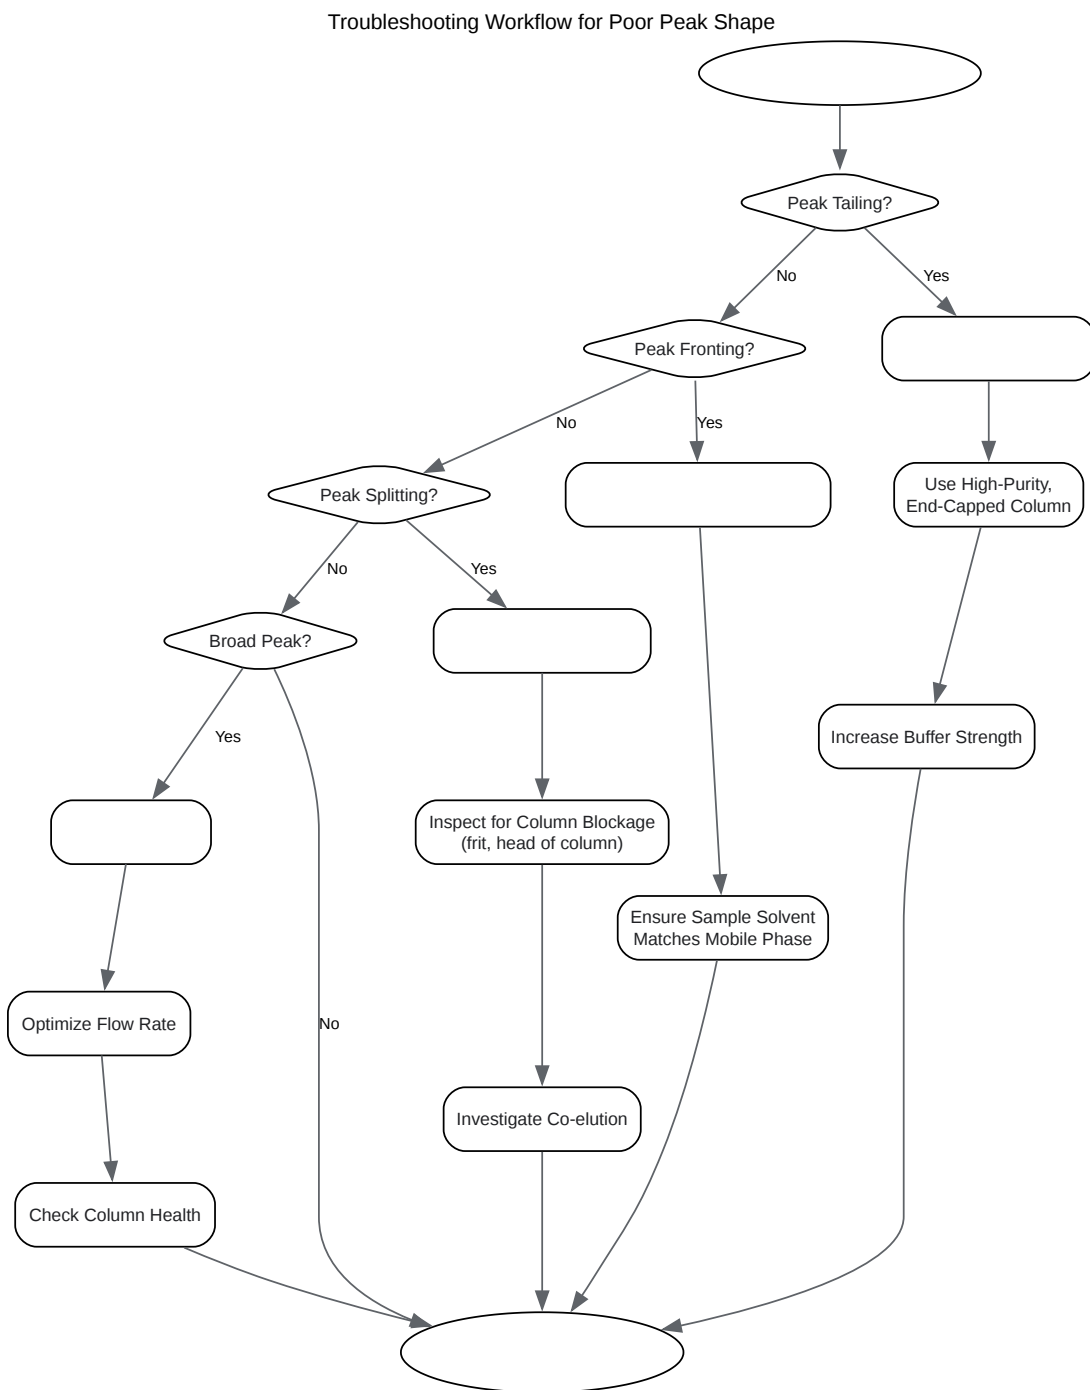 Troubleshooting Workflow for Poor Peak Shape
Peak Tailing?
No
Yes
Peak Fronting?
No
Yes
Peak Splitting?
Use High-Purity,
End-Capped Column
No
Yes
Broad Peak?
Yes
Increase Buffer Strength
Inspect for Column Blockage
(frit, head of column)
Ensure Sample Solvent
Matches Mobile Phase
Optimize Flow Rate
No
Investigate Co-elution
Check Column Health